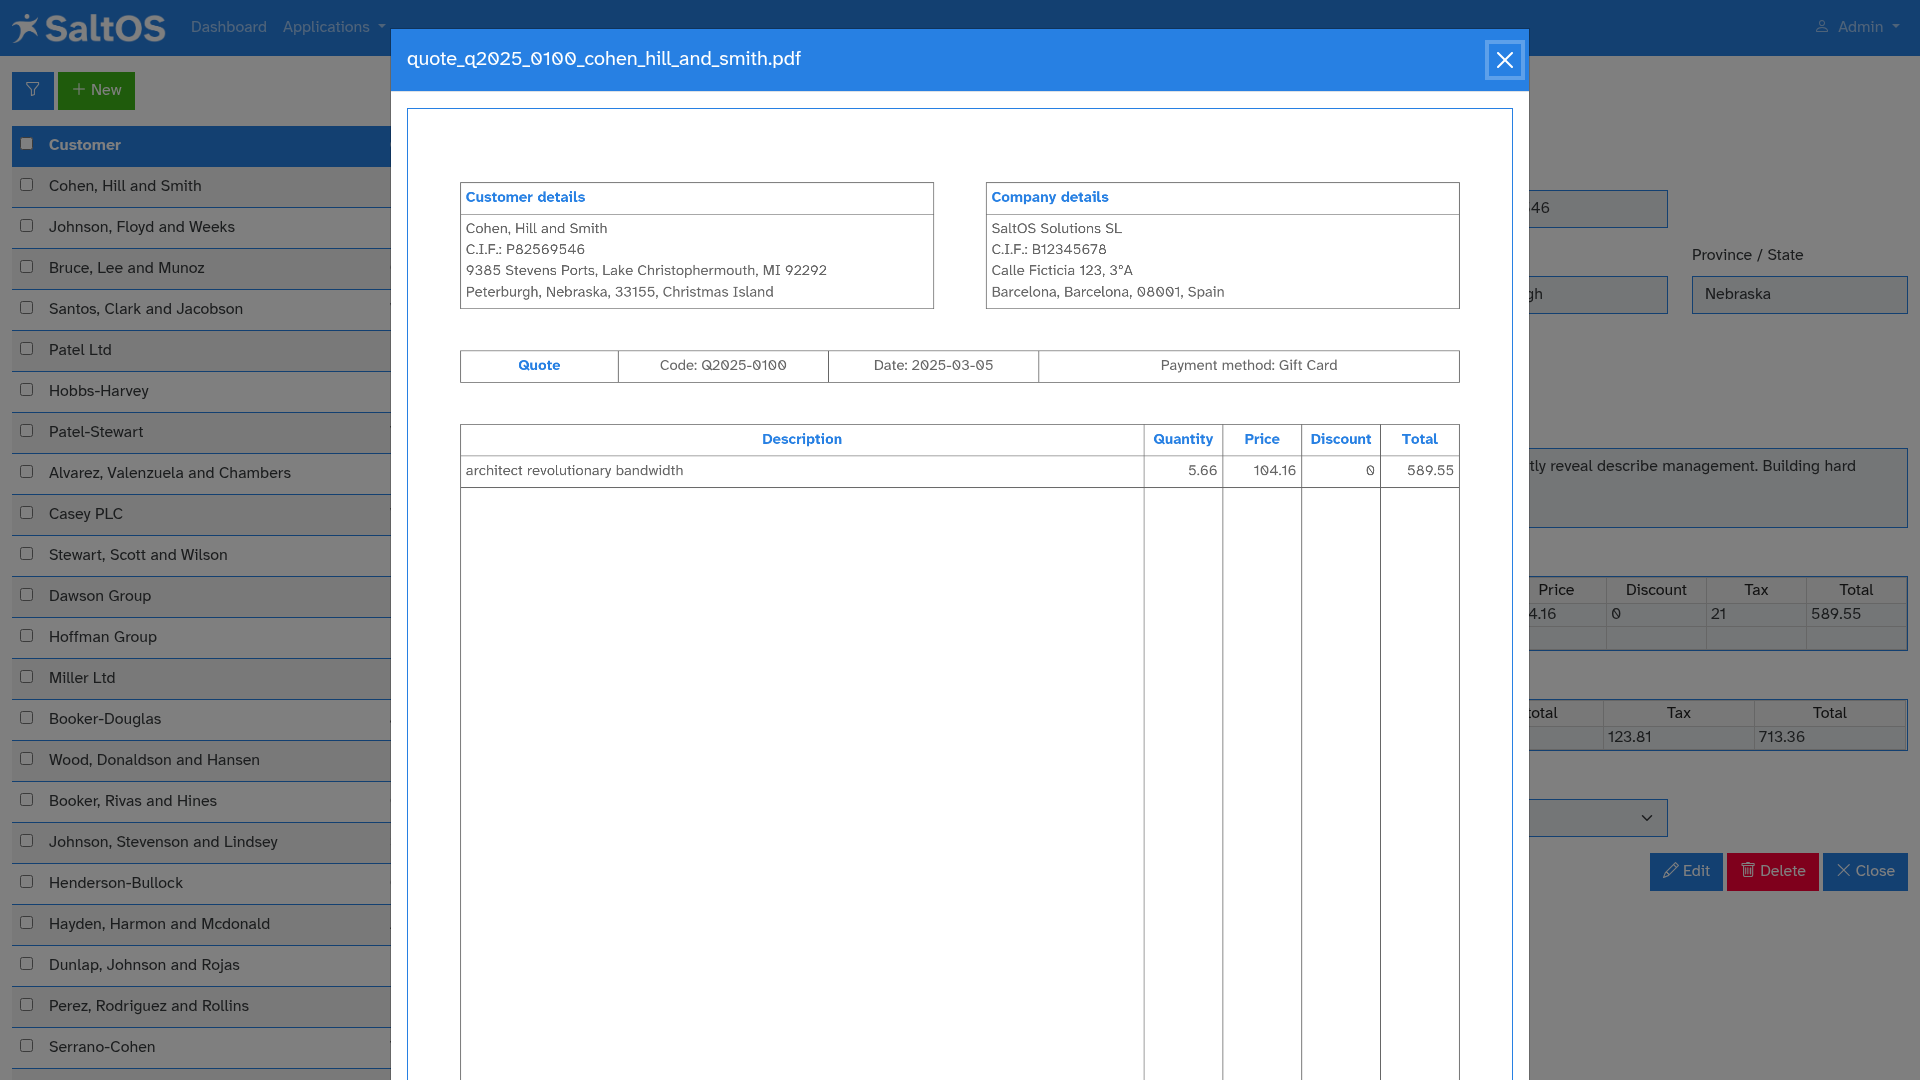 SaltOS Dashboard Applications Admin
quote_q2025_0100_cohen_hill_and_smith.pdf
New
Customer
Cohen, Hill and Smith
Johnson, Floyd and Weeks
Bruce, Lee and Munoz
Santos, Clark and Jacobson
Patel Ltd
Hobbs-Harvey
Patel-Stewart
Alvarez, Valenzuela and Chambers
Casey PLC
Stewart, Scott and Wilson
Dawson Group
Hoffman Group
Miller Ltd
Booker-Douglas
Wood, Donaldson and Hansen
Booker, Rivas and Hines
Johnson, Stevenson and Lindsey
Henderson-Bullock
Hayden, Harmon and Mcdonald
Dunlap, Johnson and Rojas
Perez, Rodriguez and Rollins
Serrano-Cohen
Customer details
Cohen, Hill and Smith
C.I.F.: P82569546
9385 Stevens Ports, Lake Christophermouth, MI 92292
Peterburgh, Nebraska, 33155, Christmas Island
Company details
SaltOS Solutions SL
C.I.F.: B12345678
Calle Ficticia 123, 3°A
Barcelona, Barcelona, 08001, Spain
Quote Code: Q2025-0100 Date: 2025-03-05 Payment method: Gift Card
Description Quantity Price Discount Total
architect revolutionary bandwidth 5.66 104.16 0 589.55
46
Province / State
gh Nebraska
tly reveal describe management. Building hard
Price Discount Tax Total
4.16 0 21 589.55
total Tax Total
123.81 713.36
Edit Delete Close